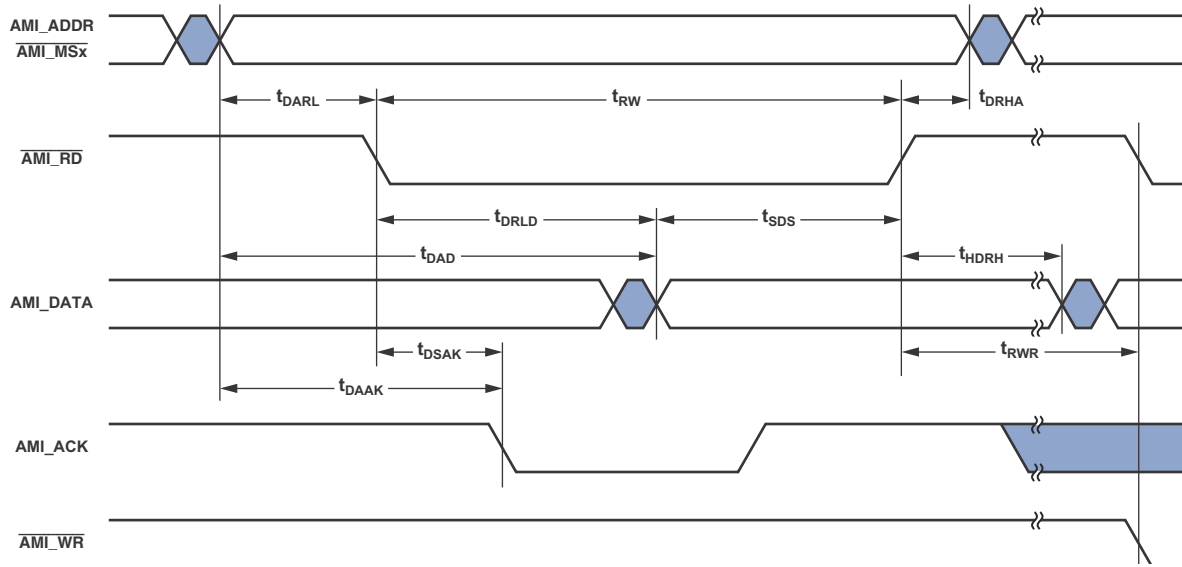 AMI_ADDR
AMI_MSx
tDARL
tRW
tDRHA
AMI_RD
tDRLD
tSDS
tDAD
tHDRH
AMI_DATA
tDSAK
tRWR
tDAAK
AMI_ACK
AMI_WR